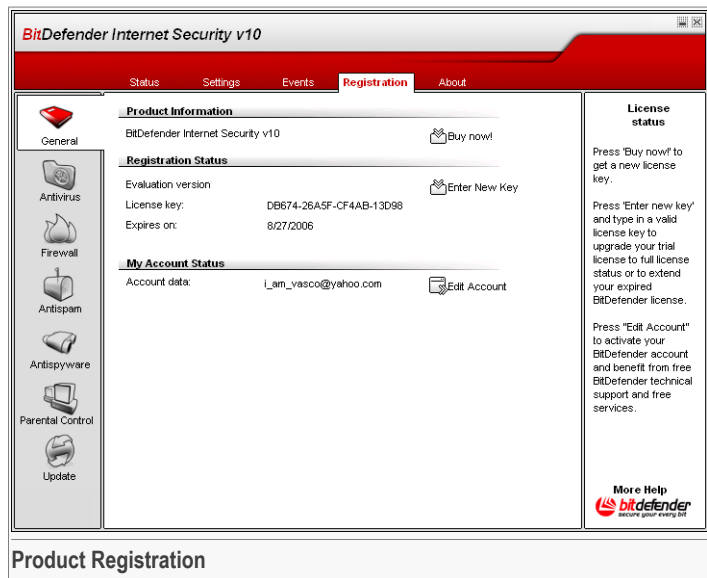 BitDefender Internet Security v10
Status Settings Events Registration About
General
Antivirus
Firewall
Antispam
Antispyware
Parental Control
Update
Product Information
BitDefender Internet Security v10 Buy now!
Registration Status
Evaluation version Enter New Key
License key: DB674-26A5F-CF4AB-13D98
Expires on: 8/27/2006
My Account Status
Account data: i_am_vasco@yahoo.com Edit Account
License
status
Press 'Buy now!' to
get a new license
key.
Press 'Enter new key'
and type in a valid
license key to
upgrade your trial
license to full license
status or to extend
your expired
BitDefender license.
Press "Edit Account"
to activate your
BitDefender account
and benefit from free
BitDefender technical
support and free
services.
More Help
bitdefender
secure your every bit
Product Registration